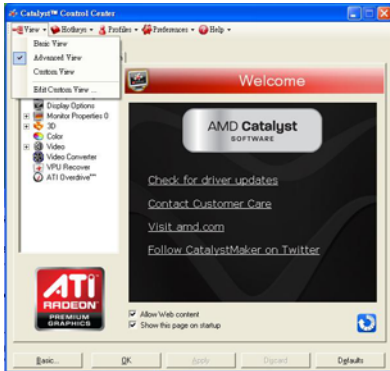 Catalyst™ Control Center
View Hotkeys Profiles Preferences Help
Basic View
Advanced View
Custom View
Edit Custom View ...
Welcome
Display Options
Monitor Properties 0
3D
Color
Video
Video Converter
VPU Recover
ATI Overdrive™
AMD Catalyst
SOFTWARE
Check for driver updates
Contact Customer Care
Visit amd.com
Follow CatalystMaker on Twitter
ATI
RADEON
PREMIUM
GRAPHICS
Allow Web content
Show this page on startup
Basic... OK Apply Discard Defaults